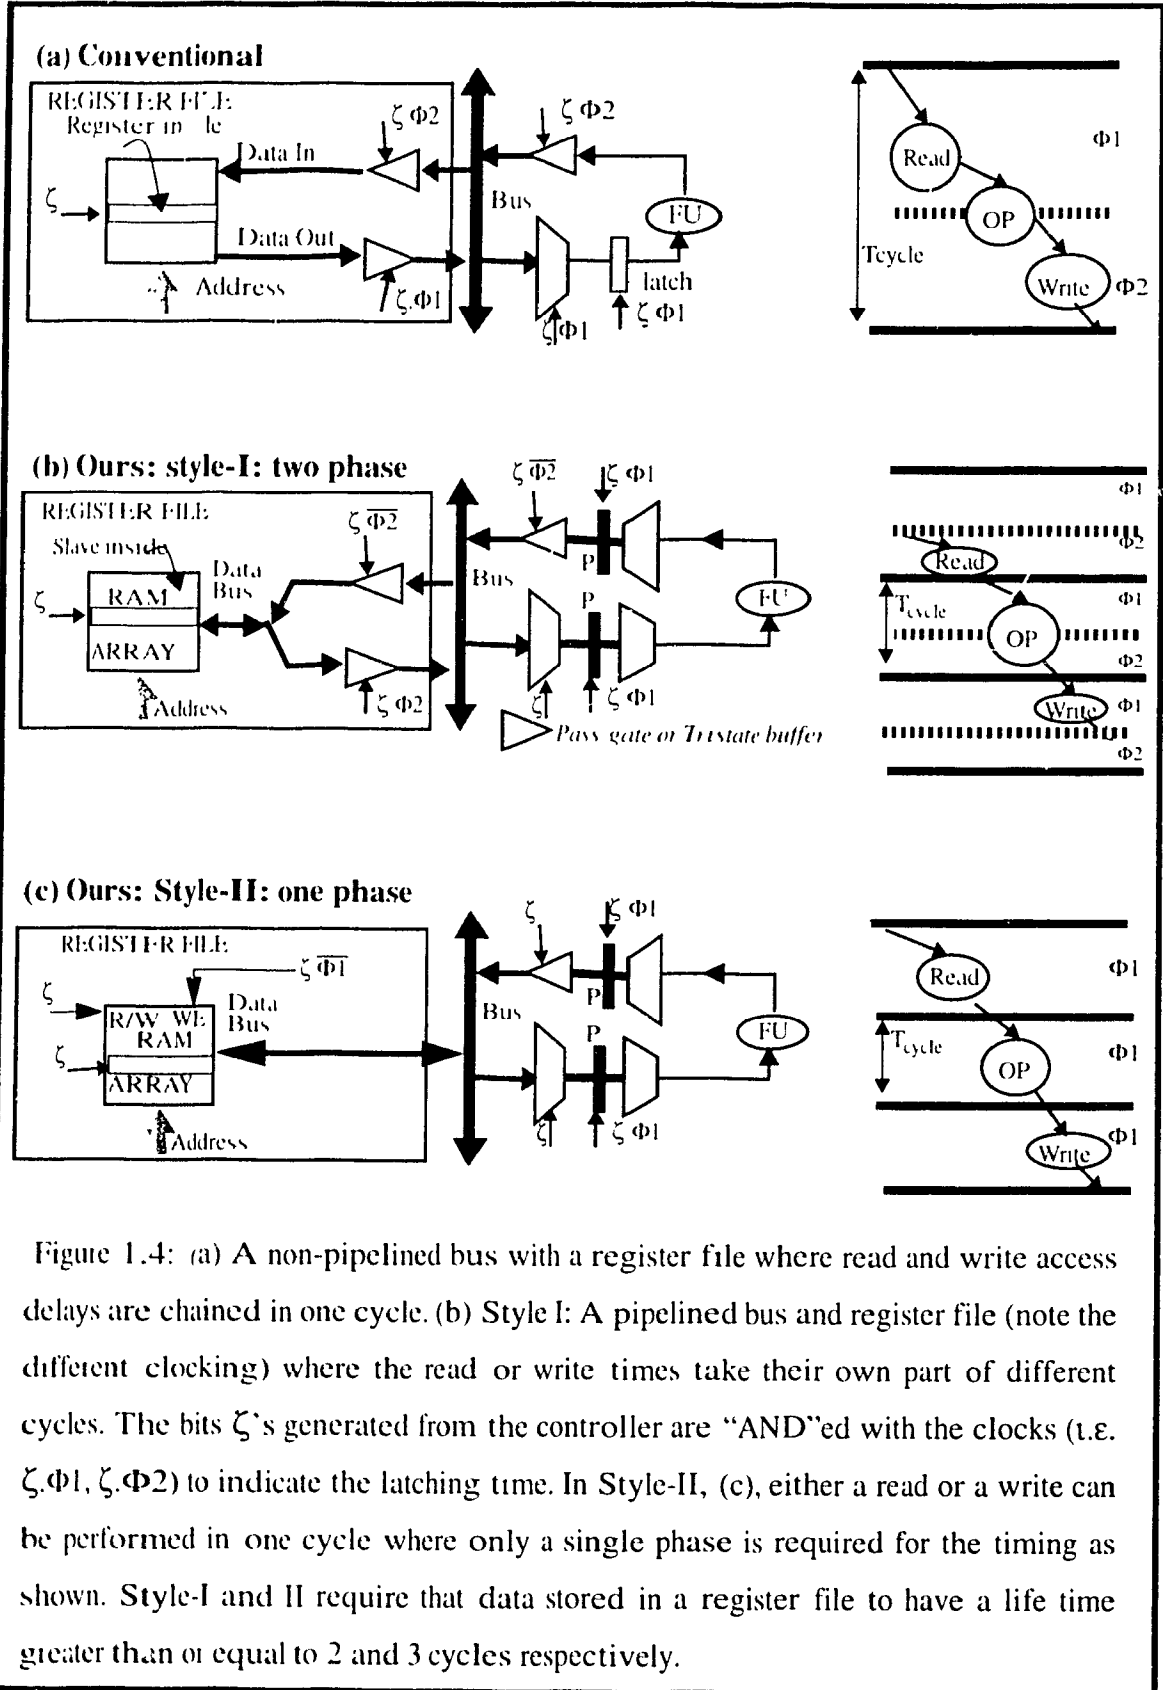 (a) Conventional
REGISTER FILE
Register in le
ζ Φ2
Data In
ζ
Data Out
Address
ζ.Φ1
Bus
ζ Φ2
FU
latch
ζ Φ1
ζ Φ1
Tcycle
Read
OP
Write
Φ1
Φ2
(b) Ours: style-I: two phase
REGISTER FILE
Slave inside
ζ Φ2
ζ
RAM
ARRAY
Data
Bus
Address
ζ Φ2
Bus
ζ Φ2
ζ Φ1
P
P
FU
ζ
ζ Φ1
Pass gate or Tristate buffer
Φ1
Φ2
Read
Tcycle
Φ1
OP
Φ2
Write
Φ1
Φ2
(c) Ours: Style-II: one phase
REGISTER FILE
ζ Φ1
ζ
R/W WE
RAM
ζ
ARRAY
Data
Bus
Address
Bus
ζ
ζ Φ1
P
P
FU
ζ
ζ Φ1
Read
Φ1
Tcycle
OP
Φ1
Write
Φ1
Figure 1.4: (a) A non-pipelined bus with a register file where read and write access
delays are chained in one cycle. (b) Style I: A pipelined bus and register file (note the
different clocking) where the read or write times take their own part of different
cycles. The bits ζ's generated from the controller are “AND”ed with the clocks (i.e.
ζ.Φ1, ζ.Φ2) to indicate the latching time. In Style-II, (c), either a read or a write can
be performed in one cycle where only a single phase is required for the timing as
shown. Style-I and II require that data stored in a register file to have a life time
greater than or equal to 2 and 3 cycles respectively.